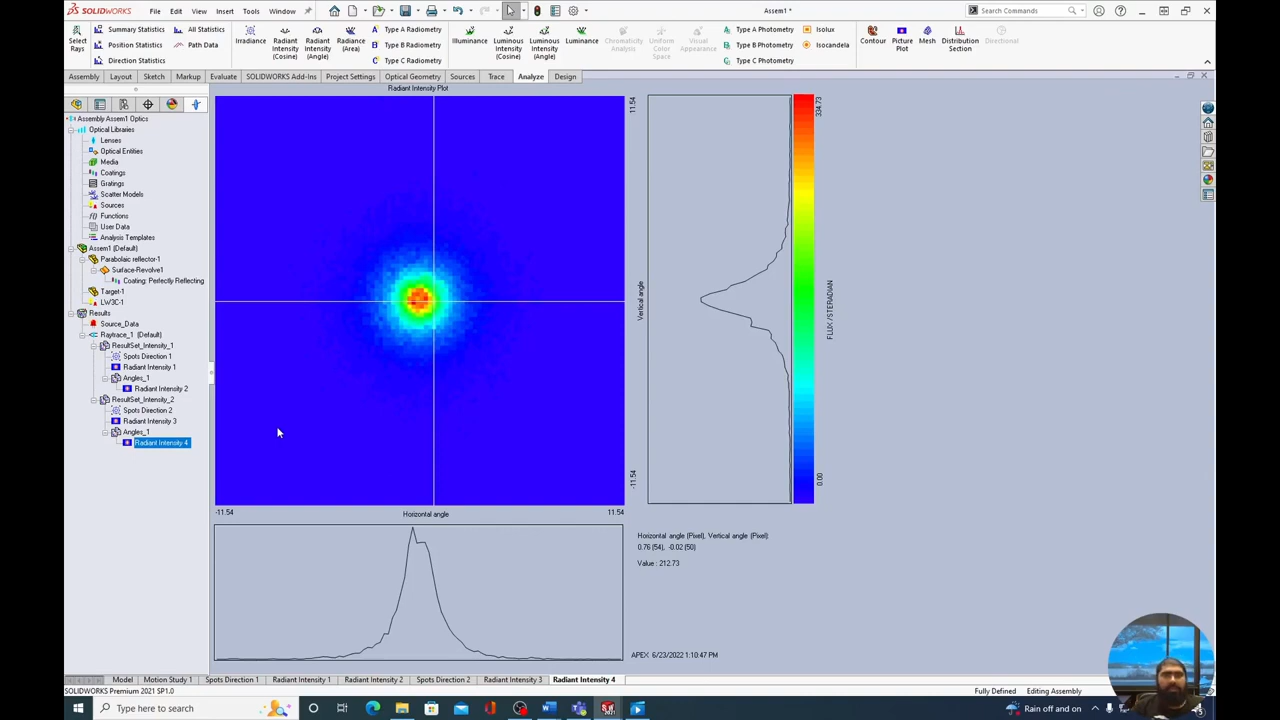 SOLIDWORKS
File
Edit
View
Insert
Tools
Window
Assem1 *
Search Commands
Select Rays
Summary Statistics
All Statistics
Position Statistics
Path Data
Direction Statistics
Irradiance
Radiant Intensity (Cosine)
Radiant Intensity (Angle)
Radiance (Area)
Type A Radiometry
Type B Radiometry
Type C Radiometry
Illuminance
Luminous Intensity (Cosine)
Luminous Intensity (Angle)
Luminance
Chromaticity Analysis
Uniform Color Space
Visual Appearance
Type A Photometry
Type B Photometry
Type C Photometry
Isolux
Isocandela
Contour
Picture Plot
Mesh
Distribution Section
Directional
Assembly
Layout
Sketch
Markup
Evaluate
SOLIDWORKS Add-Ins
Project Settings
Optical Geometry
Sources
Trace
Analyze
Design
Radiant Intensity Plot
Assembly Assem1 Optics
Optical Libraries
Lenses
Optical Entities
Media
Coatings
Gratings
Scatter Models
Sources
Functions
User Data
Analysis Templates
Assem1 (Default)
Parabolic reflector-1
Surface-Revolve1
Coating: Perfectly Reflecting
Target-1
LW3C-1
Results
Source_Data
Raytrace_1 (Default)
ResultSet_Intensity_1
Spots Direction 1
Radiant Intensity 1
Angles_1
Radiant Intensity 2
ResultSet_Intensity_2
Spots Direction 2
Radiant Intensity 3
Angles_1
Radiant Intensity 4
11.54
Vertical angle
-11.54
334.73
FLUX/STERADIAN
0.00
-11.54
Horizontal angle
11.54
Horizontal angle (Pixel), Vertical angle (Pixel):
0.76 (54), -0.02 (50)
Value : 212.73
APEX 6/23/2022 1:10:47 PM
Model
Motion Study 1
Spots Direction 1
Radiant Intensity 1
Radiant Intensity 2
Spots Direction 2
Radiant Intensity 3
Radiant Intensity 4
SOLIDWORKS Premium 2021 SP1.0
Fully Defined
Editing Assembly
Type here to search
Rain off and on